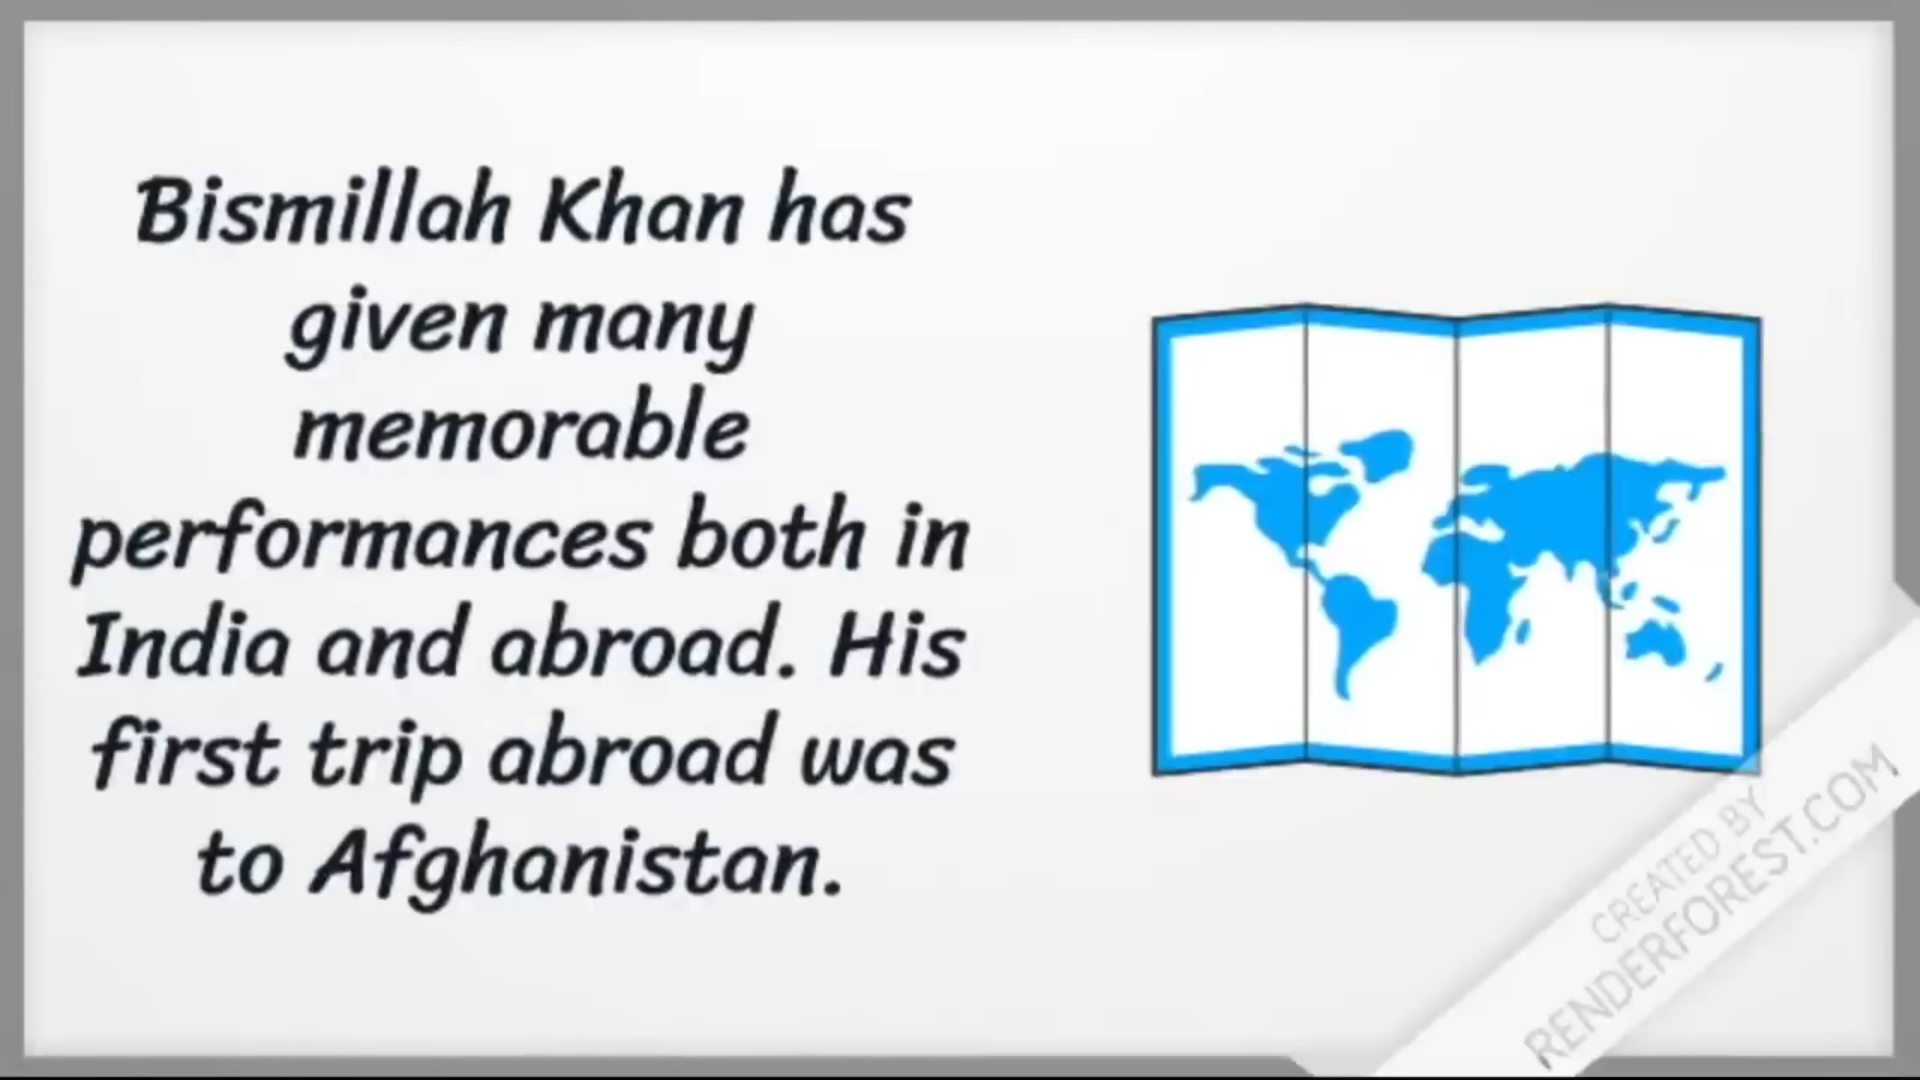 Bismillah Khan has
given many
memorable
performances both in
India and abroad. His
first trip abroad was
to Afghanistan.
CREATED BY
RENDERFOREST.COM